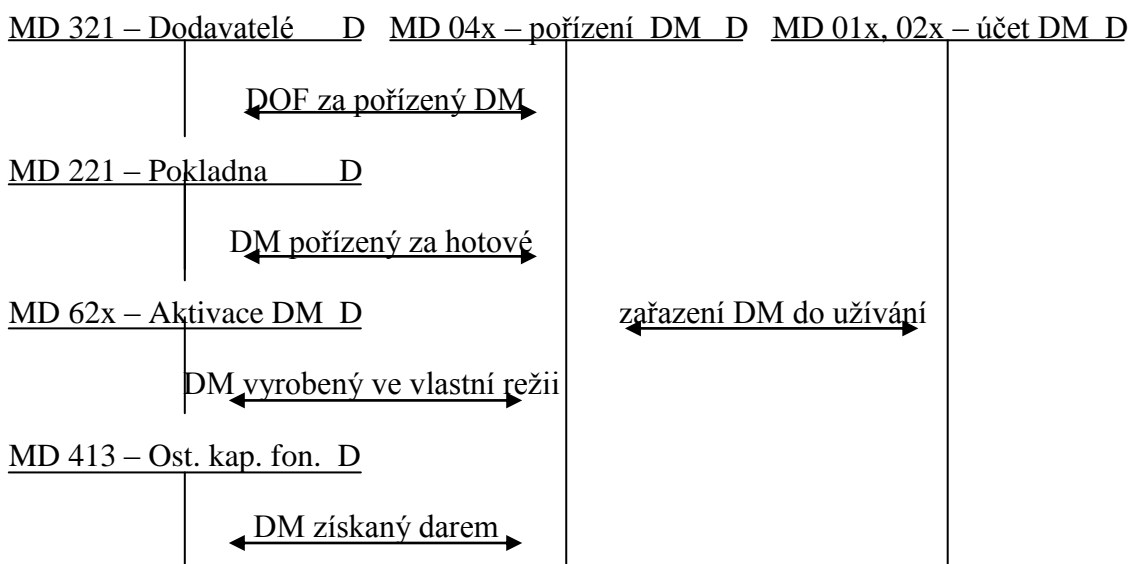 MD 321 – Dodavatelé D MD 04x – pořízení DM D MD 01x, 02x – účet DM D
DOF za pořízený DM
MD 221 – Pokladna D
DM pořízený za hotové
MD 62x – Aktivace DM D zařazení DM do užívání
DM vyrobený ve vlastní režii
MD 413 – Ost. kap. fon. D
DM získaný darem